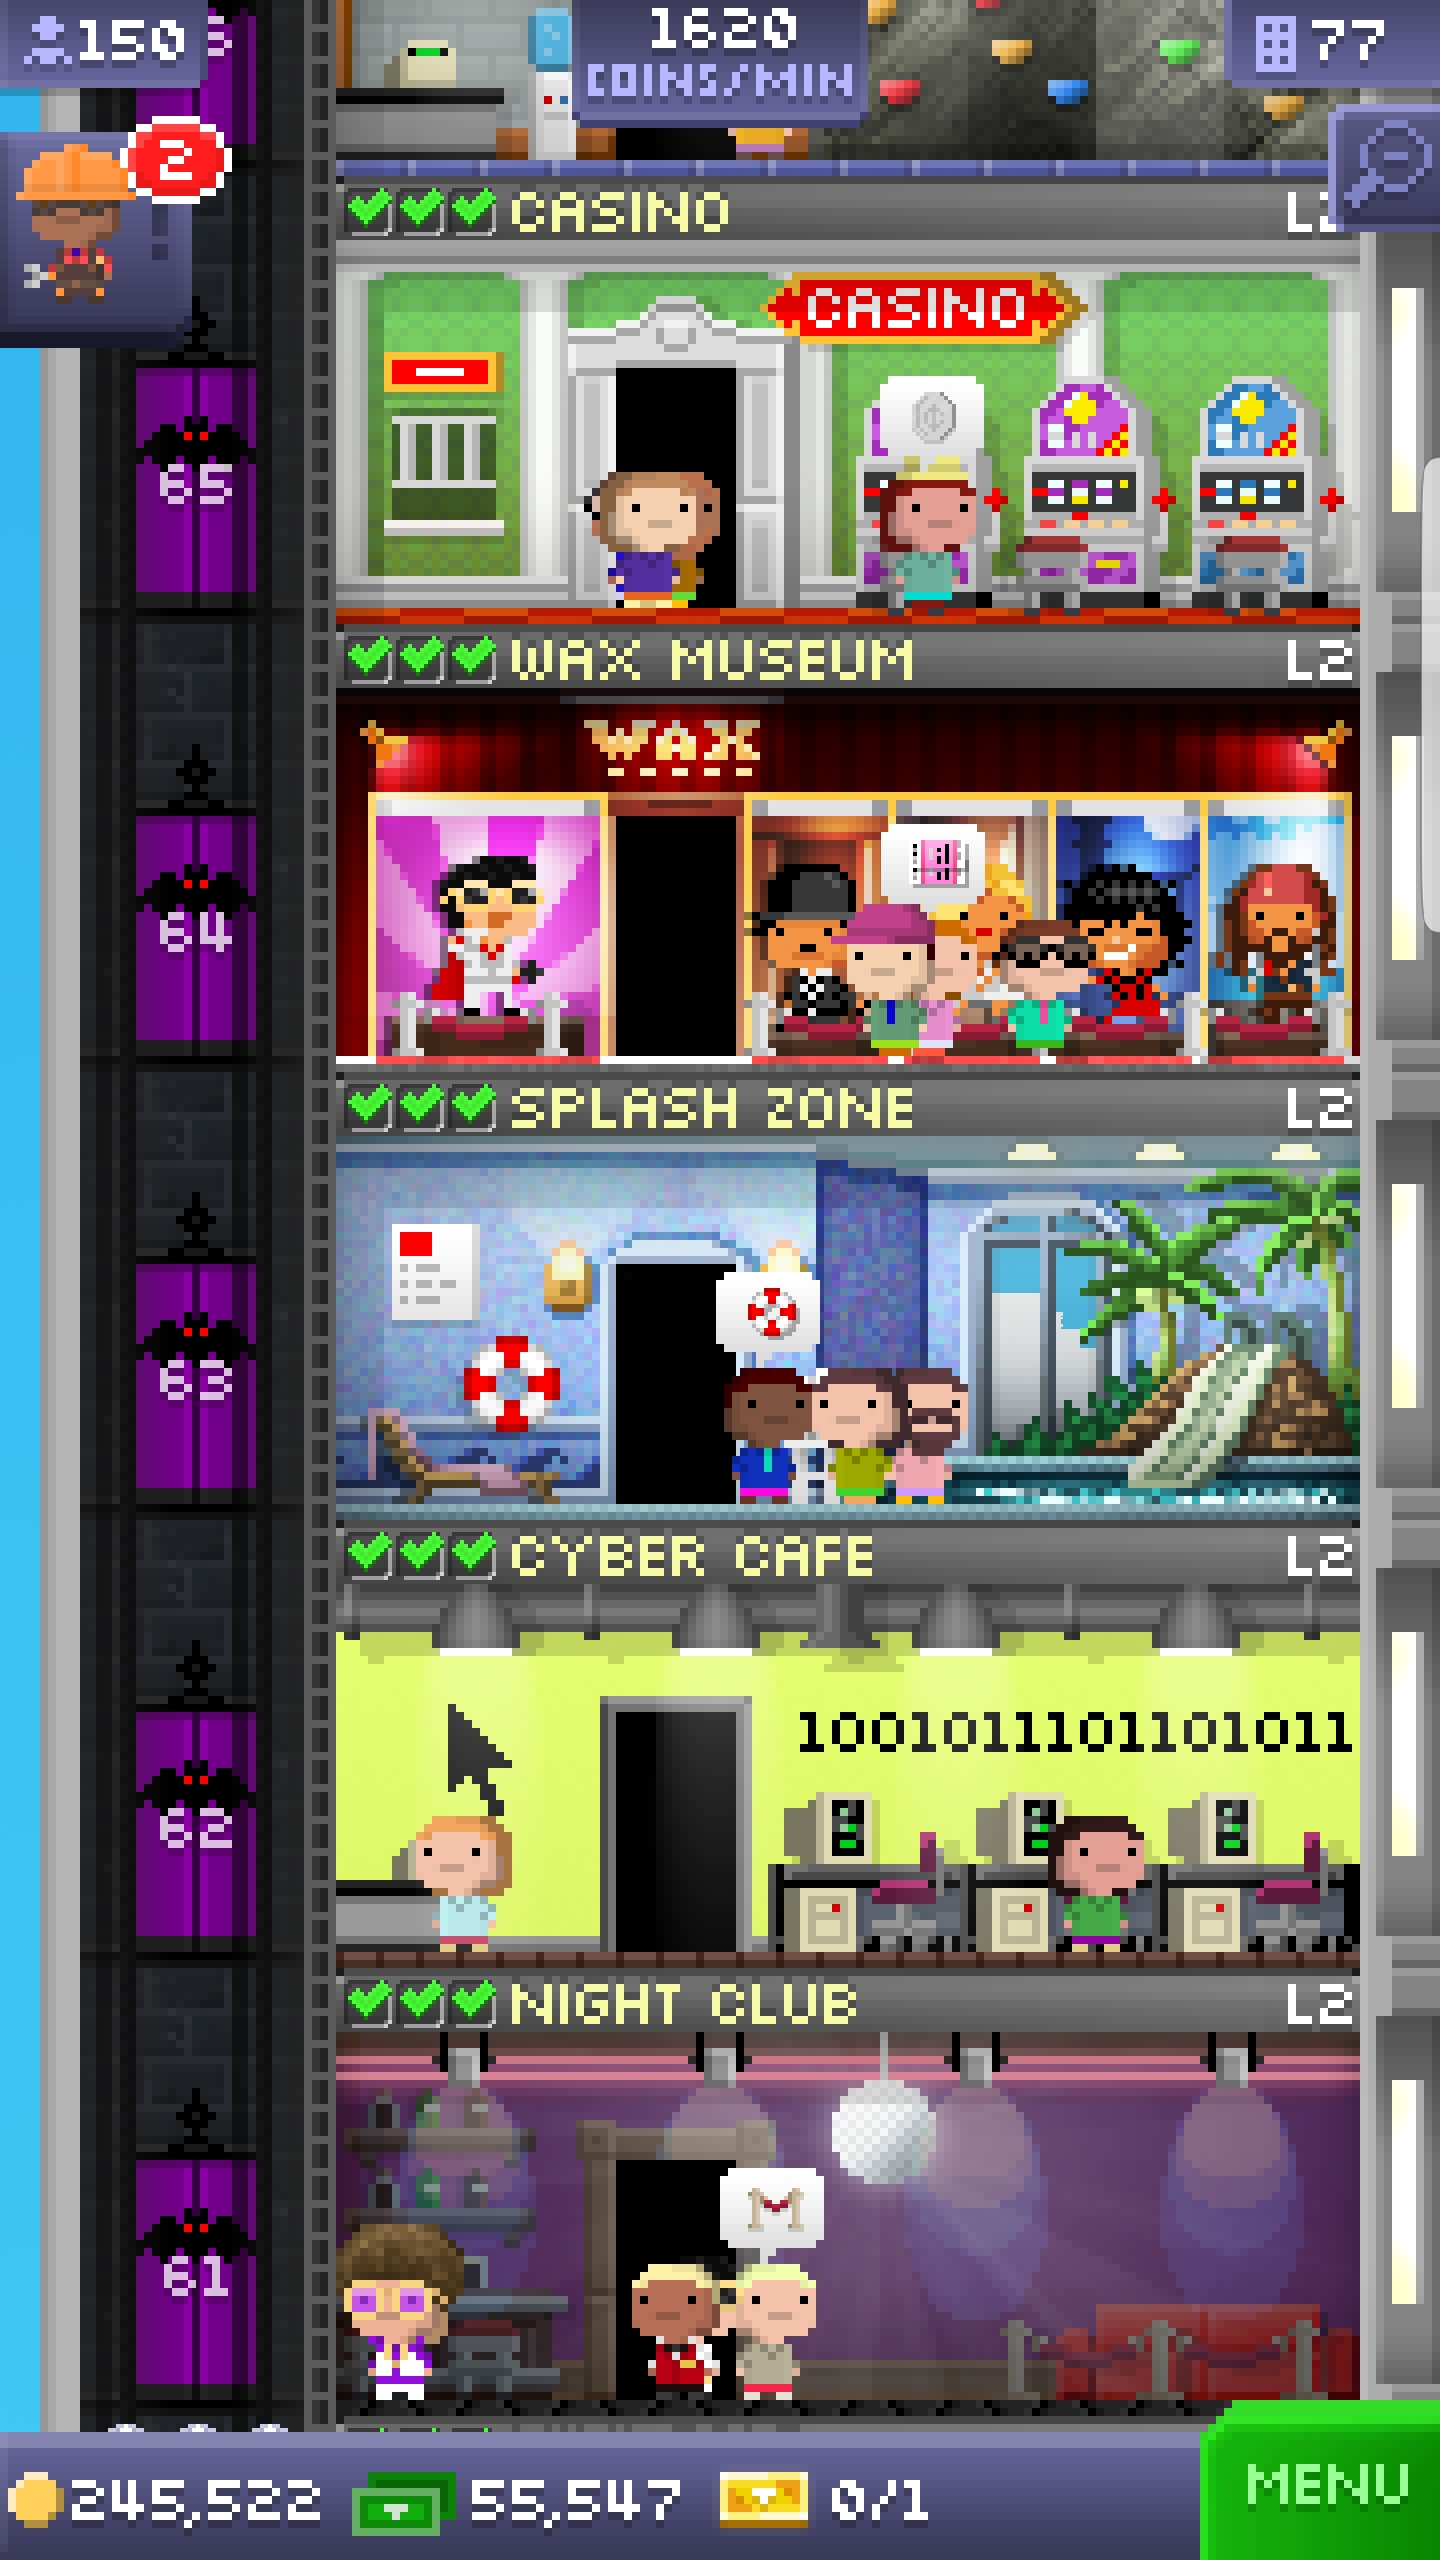 150
1620
COINS/MIN
77
2
CASINO
CASINO
65
WAX MUSEUM L2
WAX
64
SPLASH ZONE L2
63
CYBER CAFE L2
1001011101101011
62
NIGHT CLUB L2
M
61
245,522 55,547 0/1 MENU